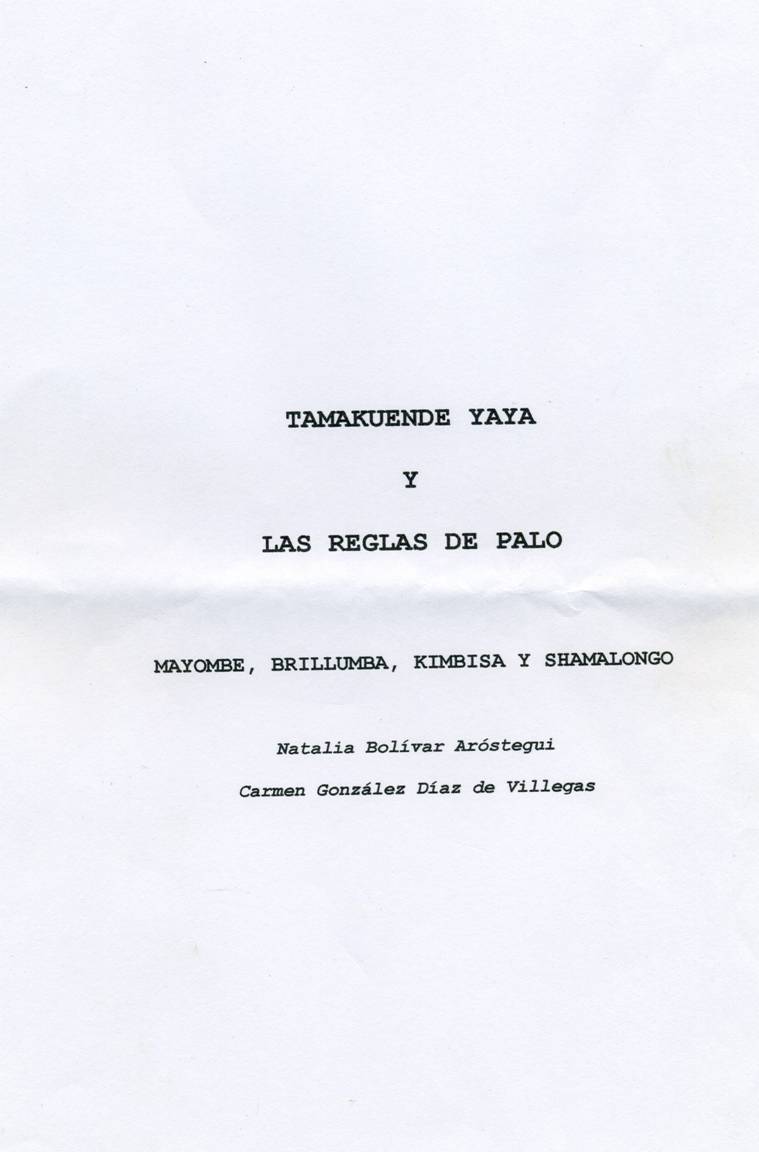 TAMAKUENDE YAYA
Y
LAS REGLAS DE PALO
MAYOMBE, BRILLUMBA, KIMBISA Y SHAMALONGO
Natalia Bolívar Aróstegui
Carmen González Díaz de Villegas